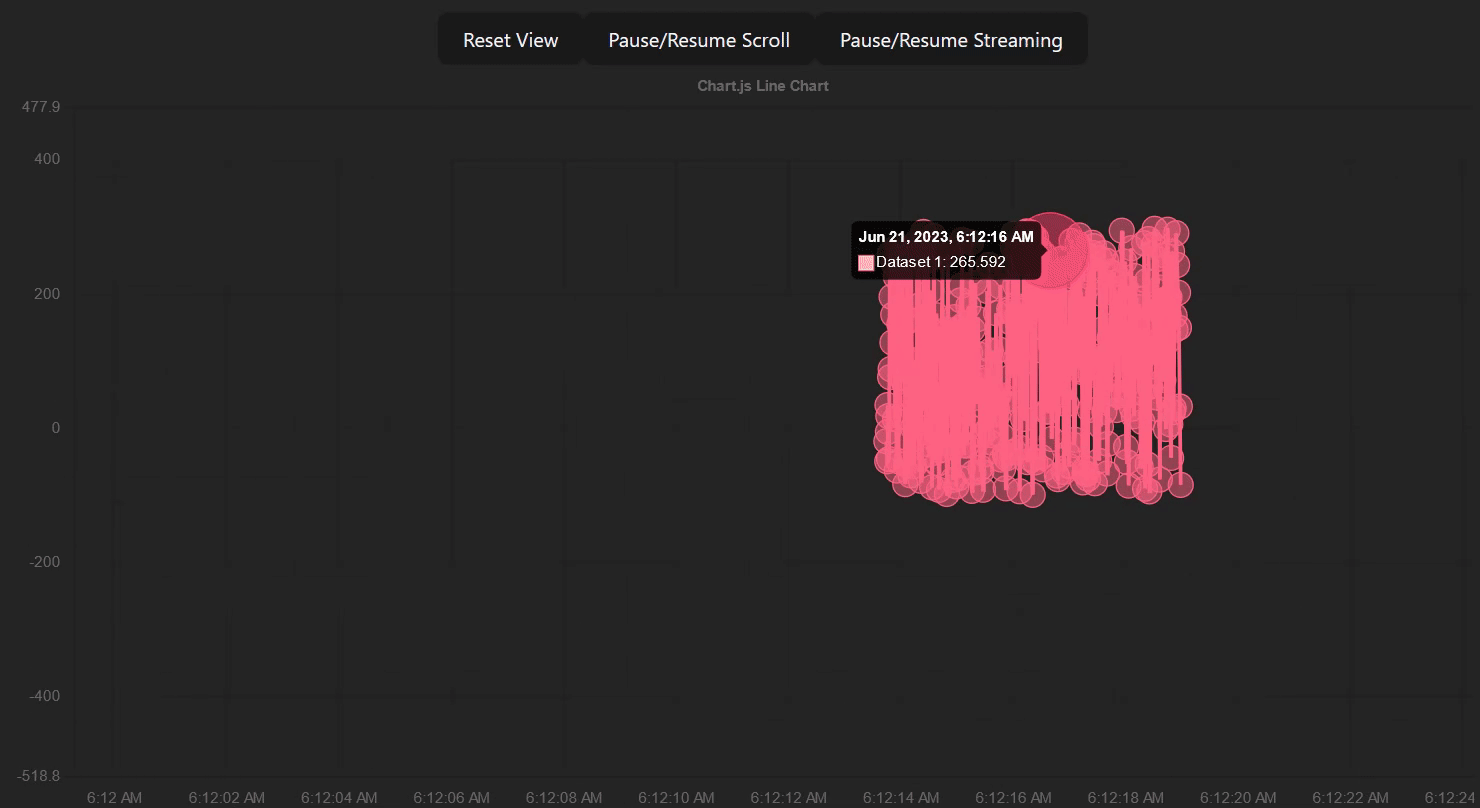 Reset View Pause/Resume Scroll Pause/Resume Streaming
Chart.js Line Chart
477.9
400
Jun 21, 2023, 6:12:16 AM
Dataset 1: 265.592
200
0
-200
-400
-518.8
6:12 AM 6:12:02 AM 6:12:04 AM 6:12:06 AM 6:12:08 AM 6:12:10 AM 6:12:12 AM 6:12:14 AM 6:12:16 AM 6:12:18 AM 6:12:20 AM 6:12:22 AM 6:12:24